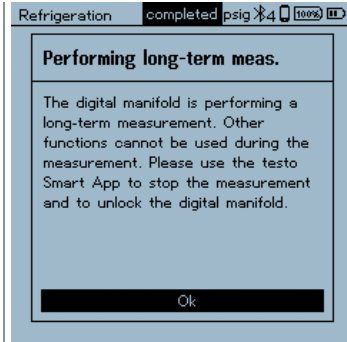 Refrigeration completed psig 4 100%
Performing long-term meas.
The digital manifold is performing a
long-term measurement. Other
functions cannot be used during the
measurement. Please use the testo
Smart App to stop the measurement
and to unlock the digital manifold.
Ok